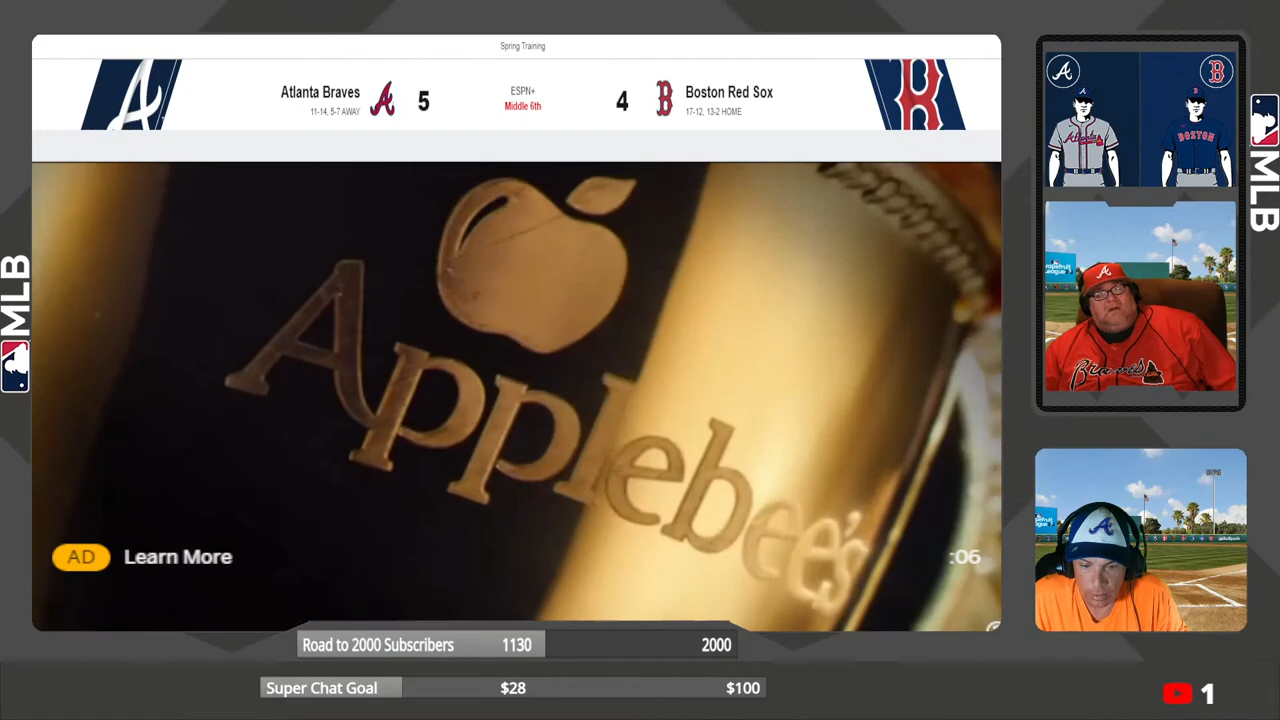 Spring Training
Atlanta Braves
11-14, 5-7 AWAY
5
ESPN+
Middle 6th
4
Boston Red Sox
17-12, 13-2 HOME
Applebee's
AD Learn More :06
Road to 2000 Subscribers 1130 2000
Super Chat Goal $28 $100
1
MLB
MLB
Atlanta
BOSTON
Braves